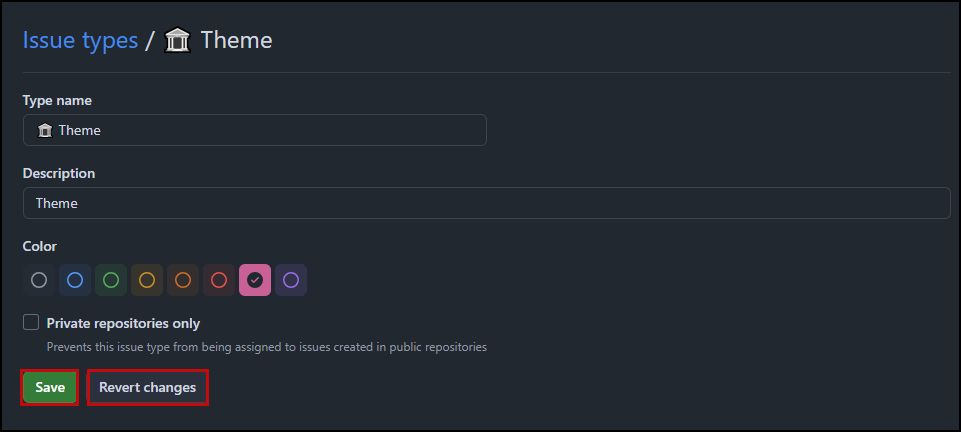 Issue types / 🏛 Theme
Type name
🏛 Theme
Description
Theme
Color
Private repositories only
Prevents this issue type from being assigned to issues created in public repositories
Save Revert changes